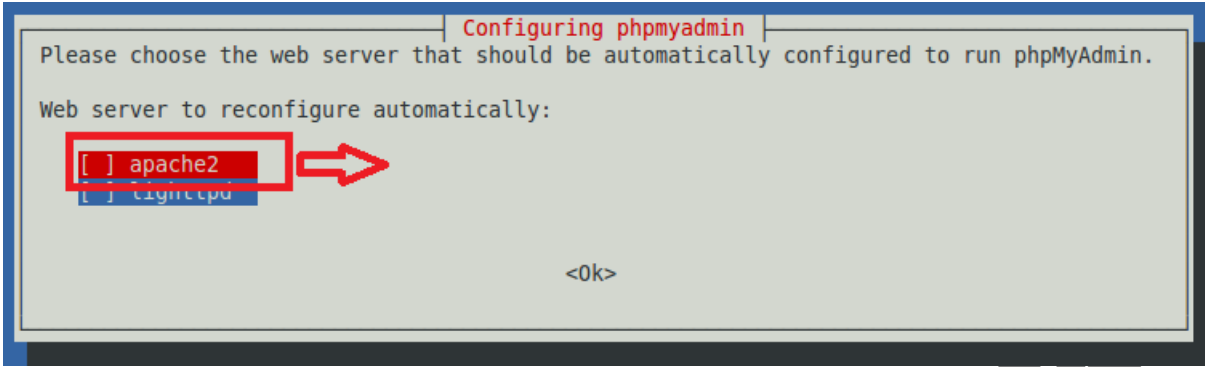 Configuring phpmyadmin
Please choose the web server that should be automatically configured to run phpMyAdmin.
Web server to reconfigure automatically:
[ ] apache2
[ ] lighttpd
<Ok>